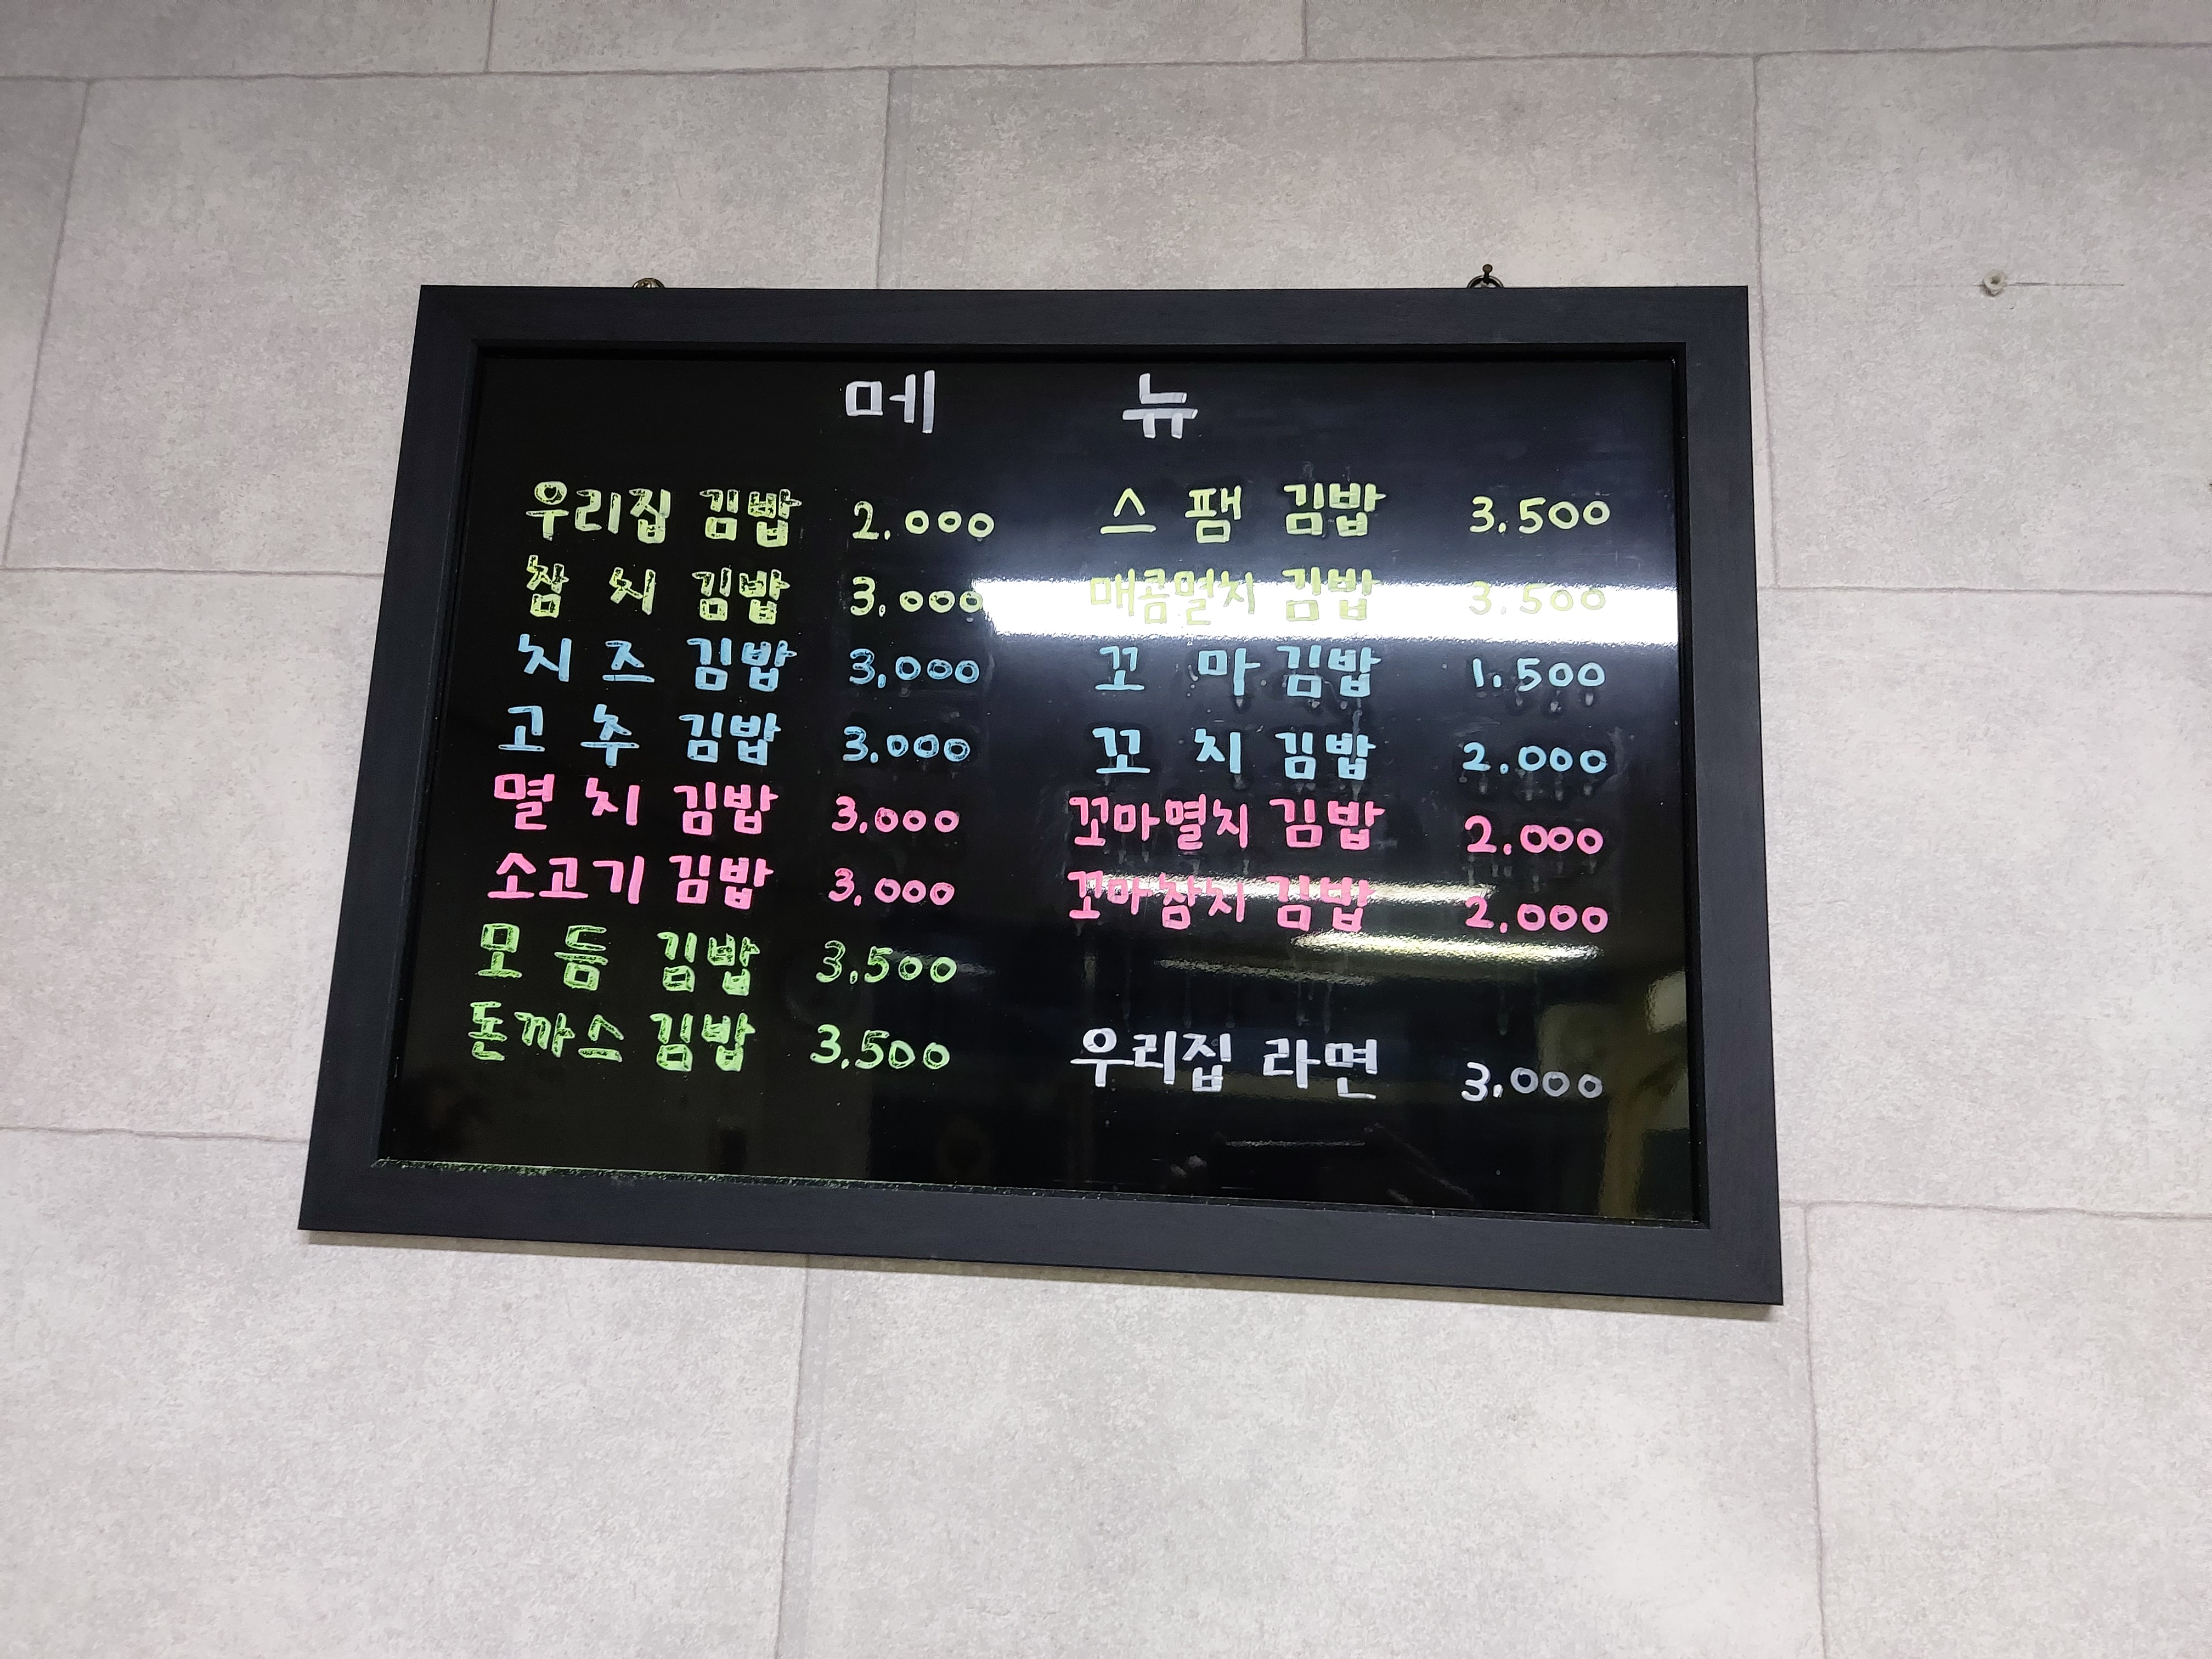 메 뉴
우리집 김밥 2.000
참 치 김밥 3.000
치 즈 김밥 3,000
고 추 김밥 3.000
멸 치 김밥 3.000
소고기 김밥 3.000
모 듬 김밥 3.500
돈까스 김밥 3.500
스 팸 김밥 3.500
매콤멸치 김밥 3.500
꼬 마 김밥 1.500
꼬 치 김밥 2.000
꼬마멸치 김밥 2.000
꼬마참치 김밥 2.000
우리집 라면 3.000